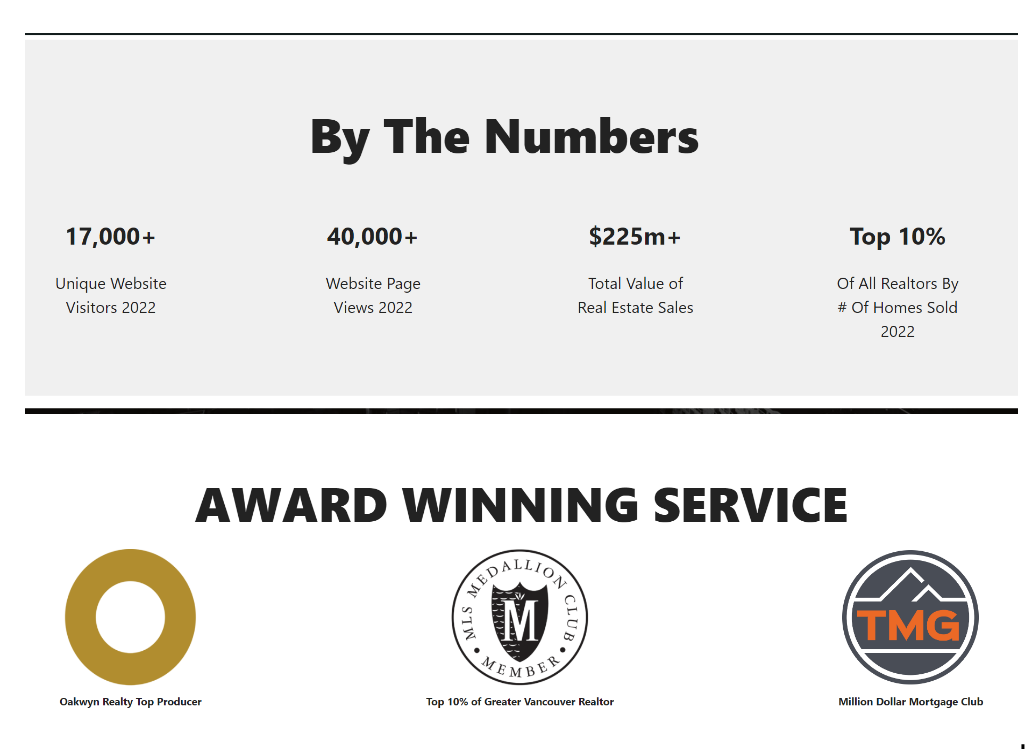 By The Numbers
17,000+
Unique Website
Visitors 2022
40,000+
Website Page
Views 2022
$225m+
Total Value of
Real Estate Sales
Top 10%
Of All Realtors By
# Of Homes Sold
2022
AWARD WINNING SERVICE
Oakwyn Realty Top Producer
MLS MEDALLION CLUB
M
• MEMBER •
Top 10% of Greater Vancouver Realtor
TMG
Million Dollar Mortgage Club